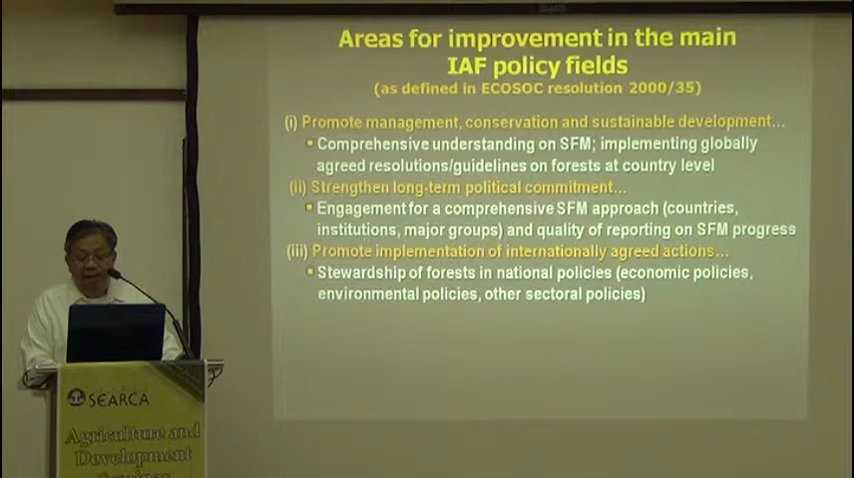 Areas for improvement in the main
IAF policy fields
(as defined in ECOSOC resolution 2000/35)
(i) Promote management, conservation and sustainable development...
▪ Comprehensive understanding on SFM; implementing globally
agreed resolutions/guidelines on forests at country level
(ii) Strengthen long-term political commitment...
▪ Engagement for a comprehensive SFM approach (countries,
institutions, major groups) and quality of reporting on SFM progress
(iii) Promote implementation of internationally agreed actions...
▪ Stewardship of forests in national policies (economic policies,
environmental policies, other sectoral policies)
SEARCA
Agriculture and
Development
Seminar